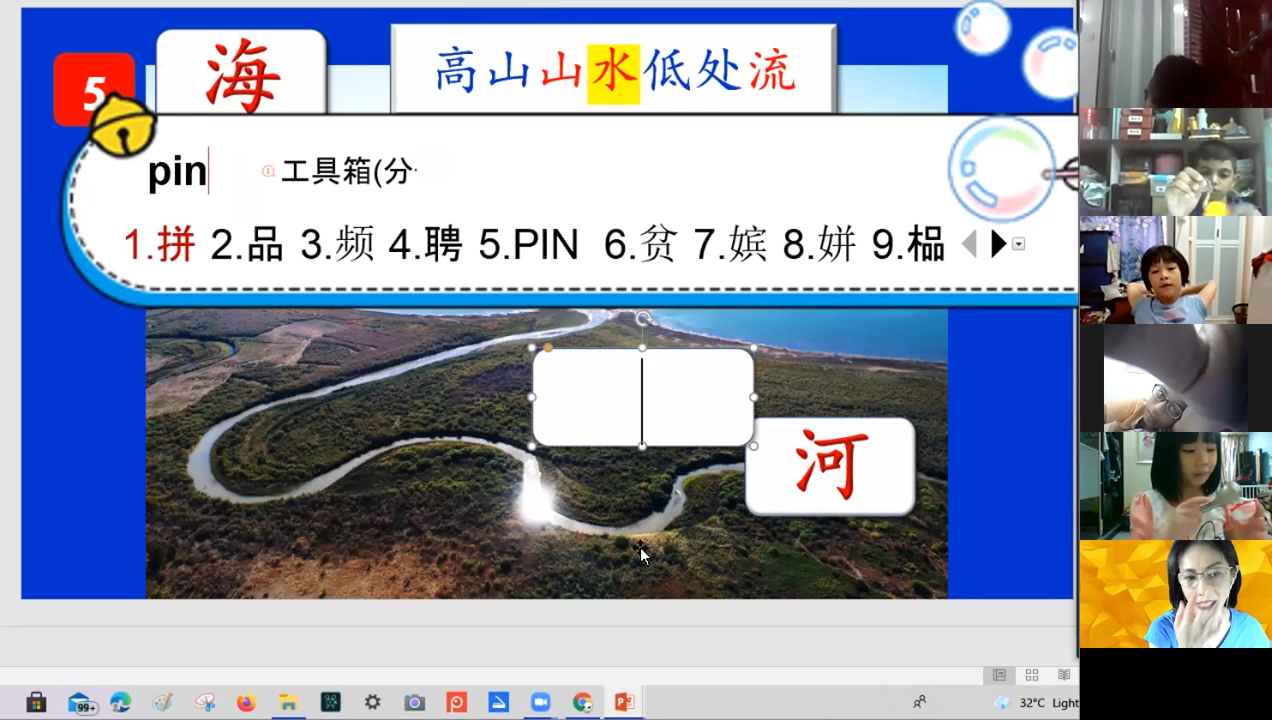 5
海
高山山水低处流
pin 工具箱(分·
1.拼 2.品 3.频 4.聘 5.PIN 6.贫 7.嫔 8.姘 9.榀
河
99+
32°C Light